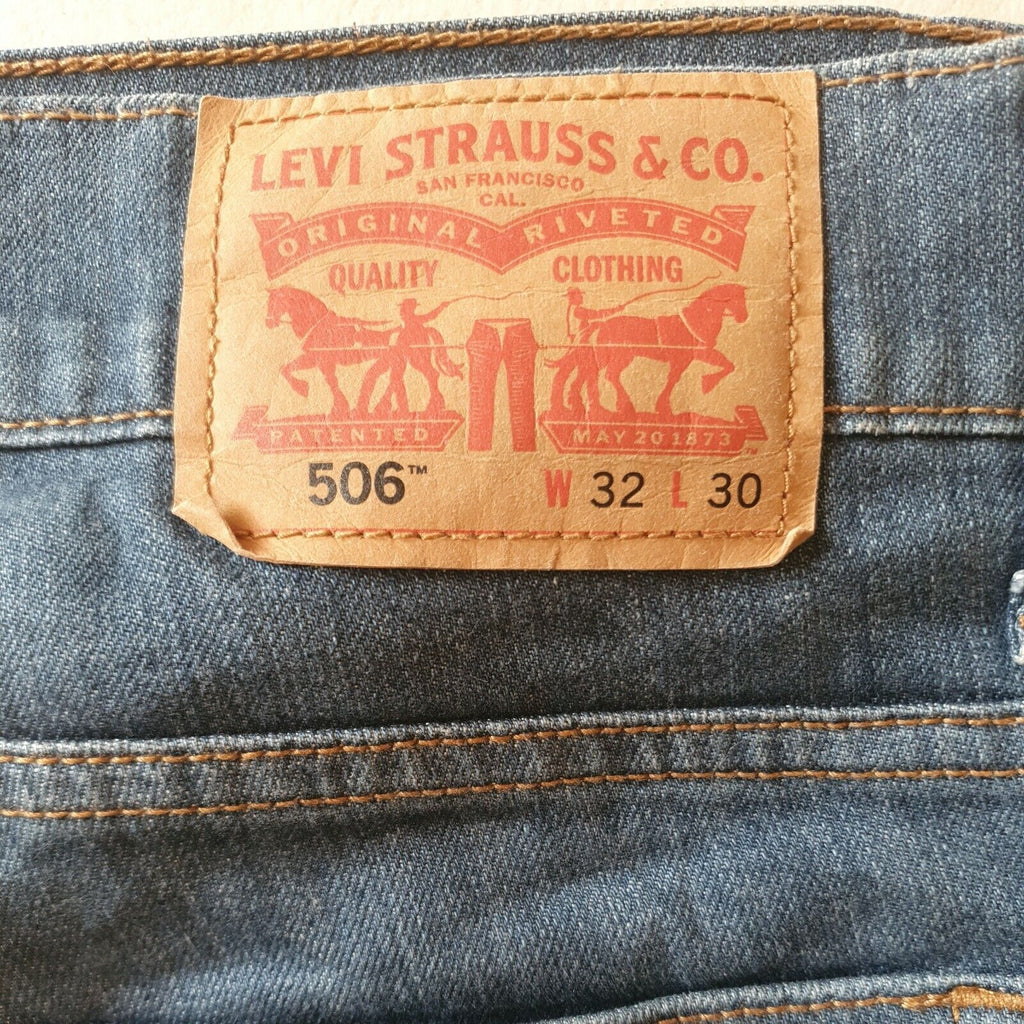 LEVI STRAUSS & CO.
SAN FRANCISCO
CAL.
ORIGINAL RIVETED
QUALITY CLOTHING
PATENTED MAY 20 1873
506™ W 32 L 30